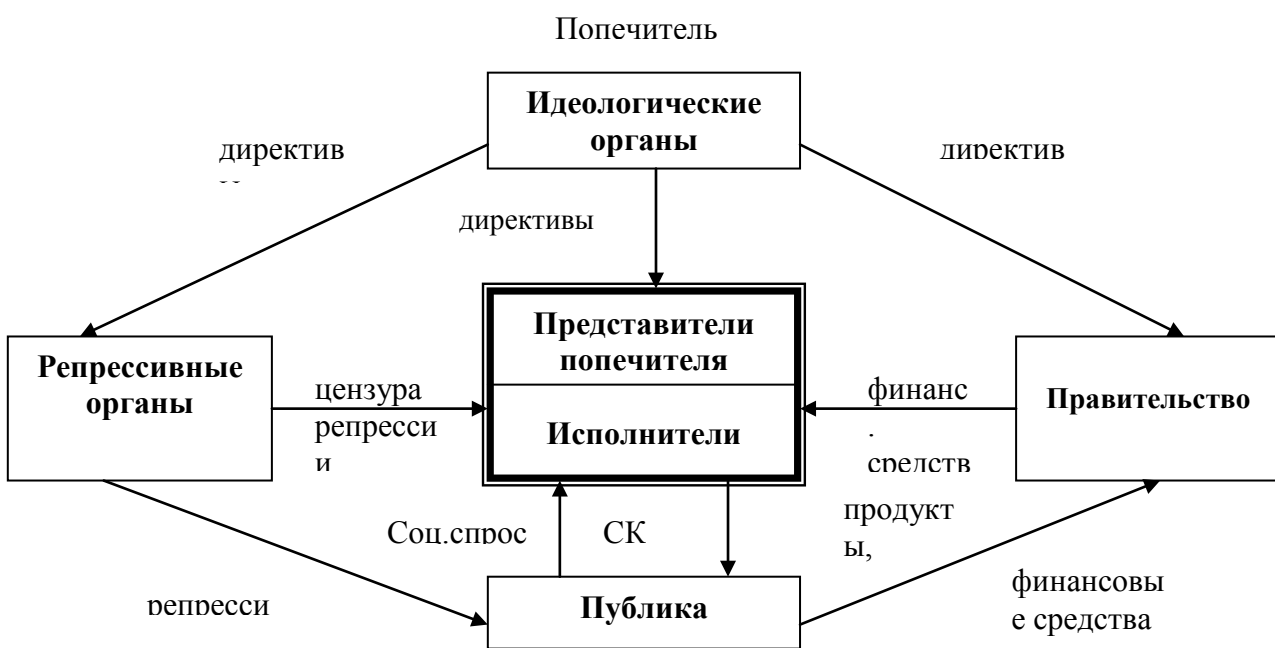 Попечитель
Идеологические
органы
директив
директив
директивы
Представители
попечителя
Исполнители
Репрессивные
органы
цензура
репресси
и
финанс
.
средств
Правительство
Соц.спрос
СК
продукт
ы,
репресси
Публика
финансовы
е средства